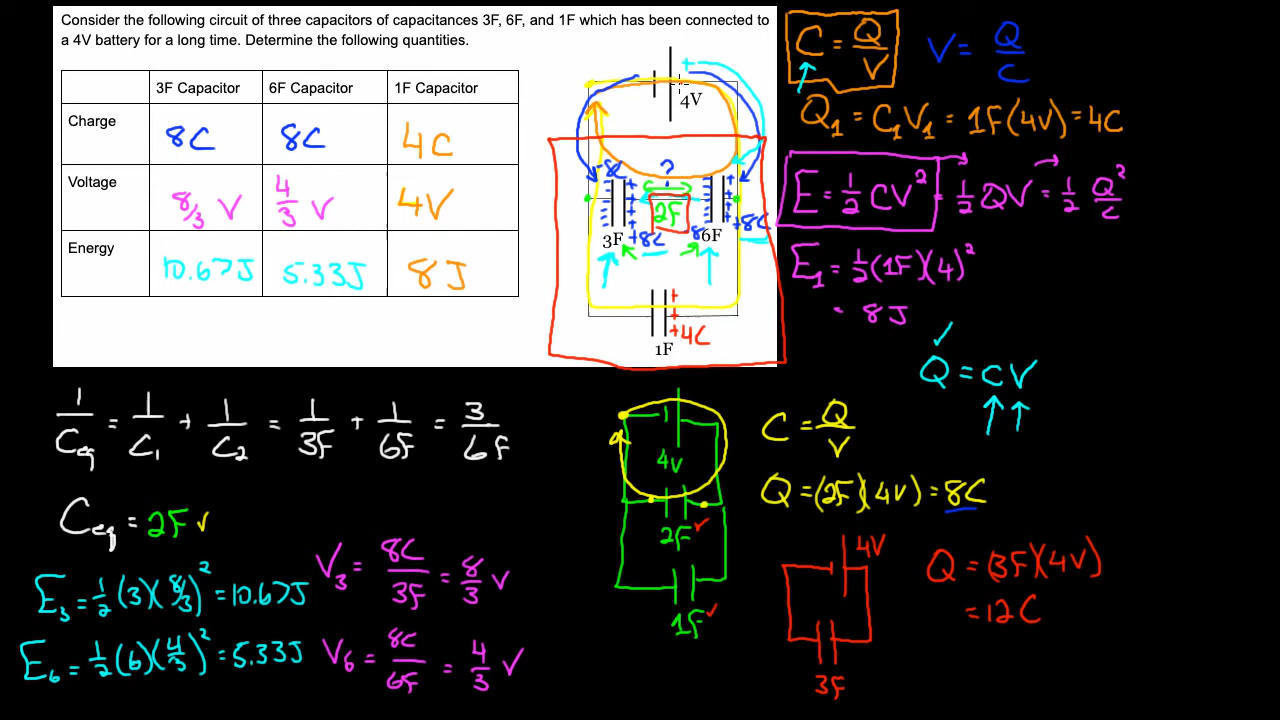 Consider the following circuit of three capacitors of capacitances 3F, 6F, and 1F which has been connected to
a 4V battery for a long time. Determine the following quantities.
3F Capacitor 6F Capacitor 1F Capacitor
Charge 8C 8C 4C
Voltage 8/3 V 4/3 V 4V
Energy 10.67J 5.33J 8J
+
4V
-8C ?
2F
3F +8C -8C 6F +8C
+4C
1F
C = Q/V
V = Q/C
Q₁ = C₁V₁ = 1F(4V) = 4C
E = 1/2 CV² = 1/2 QV = 1/2 Q²/C
E₁ = 1/2 (1F)(4)²
= 8J
✓
Q = CV
1/Ceq = 1/C₁ + 1/C₂ = 1/3F + 1/6F = 3/6F
Ceq = 2F ✓
E₃ = 1/2 (3)(8/3)² = 10.67J
E₆ = 1/2 (6)(4/3)² = 5.33J
V₃ = 8C/3F = 8/3 V
V₆ = 8C/6F = 4/3 V
4V
2F ✓
1F ✓
C = Q/V
Q = (2F)(4V) = 8C
4V
3F
Q = (3F)(4V)
= 12C